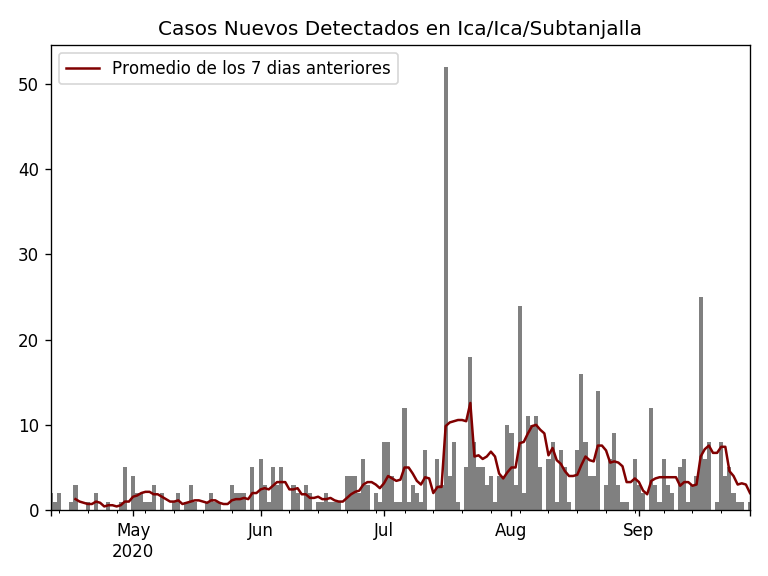 Casos Nuevos Detectados en Ica/Ica/Subtanjalla
Promedio de los 7 dias anteriores
50
40
30
20
10
0
May Jun Jul Aug Sep
2020